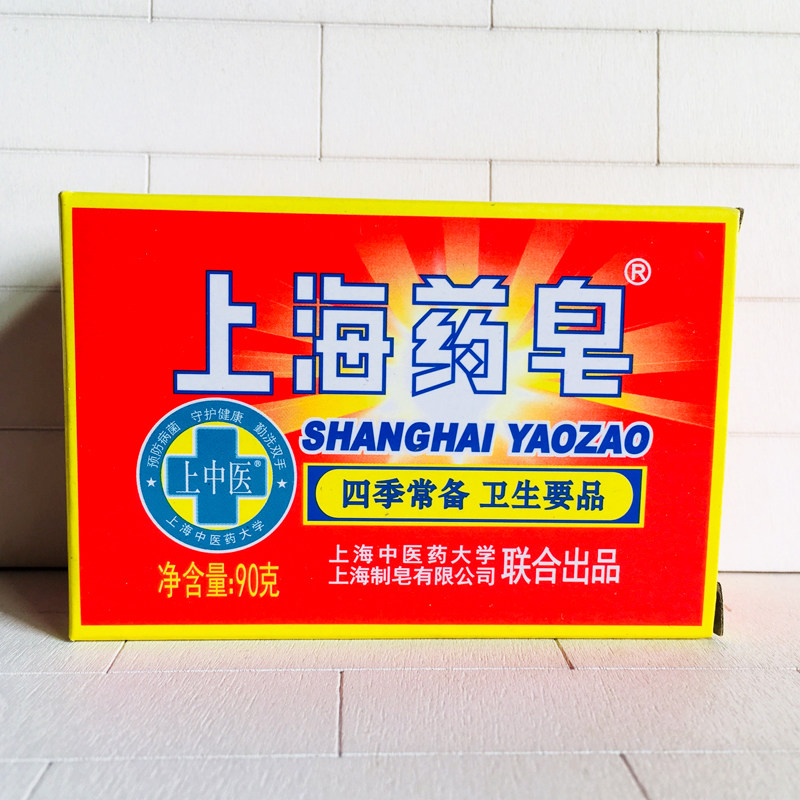 上海药皂®
SHANGHAI YAOZAO
预防病菌 守护健康 勤洗双手
上中医®
上海中医药大学
四季常备 卫生要品
净含量:90克
上海中医药大学
上海制皂有限公司
联合出品